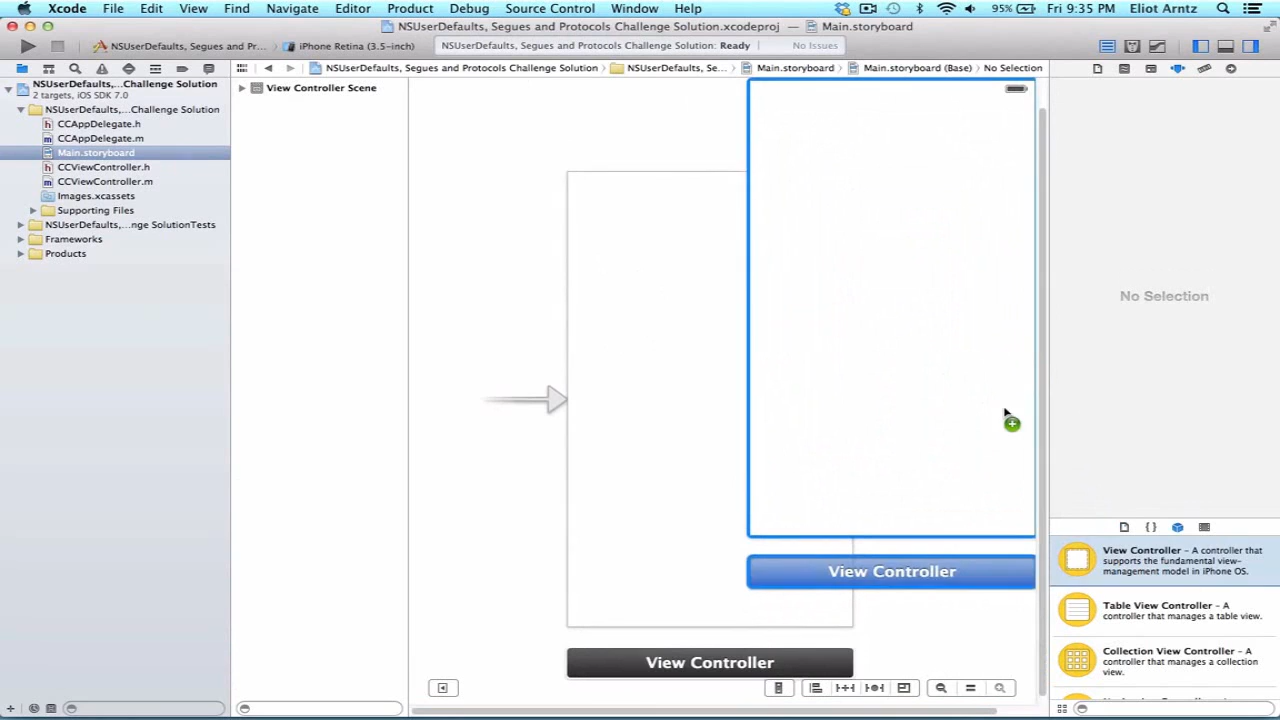 Xcode File Edit View Find Navigate Editor Product Debug Source Control Window Help 95% Fri 9:35 PM Eliot Arntz
NSUserDefaults, Segues and Protocols Challenge Solution.xcodeproj — Main.storyboard
NSUserDefaults, Segues and Pr... iPhone Retina (3.5-inch) NSUserDefaults, Segues and Protocols Challenge Solution: Ready No Issues
NSUserDefaults, Segues and Protocols Challenge Solution NSUserDefaults, Se... Main.storyboard Main.storyboard (Base) No Selection
NSUserDefaults,...Challenge Solution
2 targets, iOS SDK 7.0
NSUserDefaults,...Challenge Solution
CCAppDelegate.h
CCAppDelegate.m
Main.storyboard
CCViewController.h
CCViewController.m
Images.xcassets
Supporting Files
NSUserDefaults,...nge SolutionTests
Frameworks
Products
View Controller Scene
View Controller
View Controller
No Selection
View Controller - A controller that
supports the fundamental view-
management model in iPhone OS.
Table View Controller - A
controller that manages a table view.
Collection View Controller - A
controller that manages a collection
view.